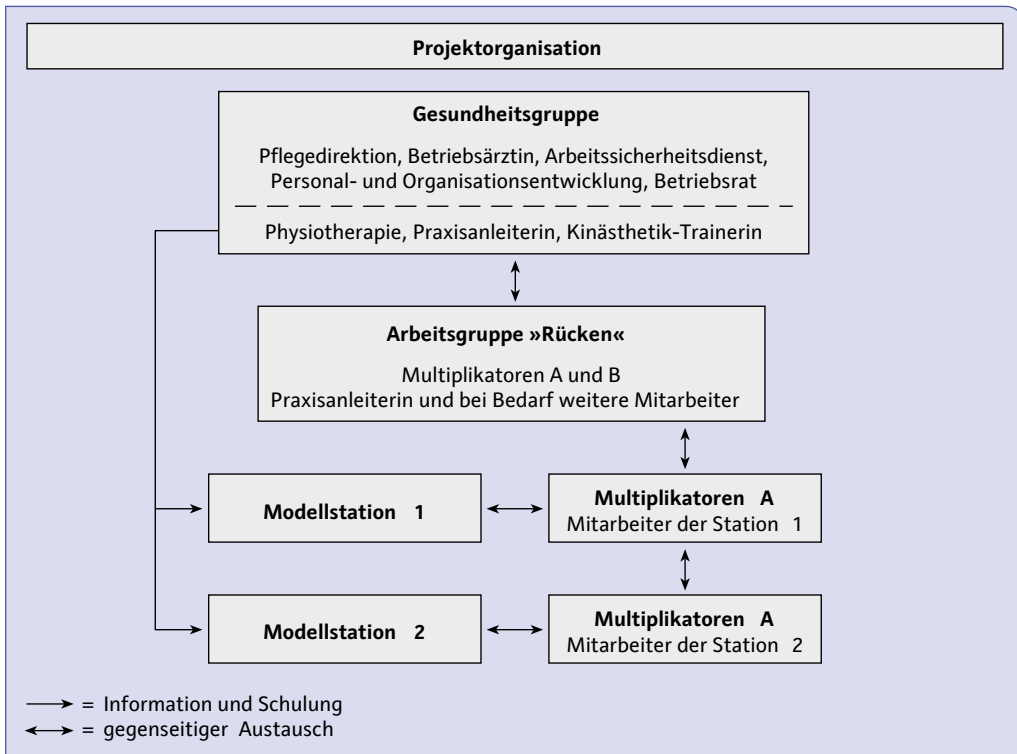 Projektorganisation
Gesundheitsgruppe
Pflegedirektion, Betriebsärztin, Arbeitssicherheitsdienst,
Personal- und Organisationsentwicklung, Betriebsrat
Physiotherapie, Praxisanleiterin, Kinästhetik-Trainerin
Arbeitsgruppe »Rücken«
Multiplikatoren A und B
Praxisanleiterin und bei Bedarf weitere Mitarbeiter
Modellstation 1
Multiplikatoren A
Mitarbeiter der Station 1
Modellstation 2
Multiplikatoren A
Mitarbeiter der Station 2
= Information und Schulung
= gegenseitiger Austausch